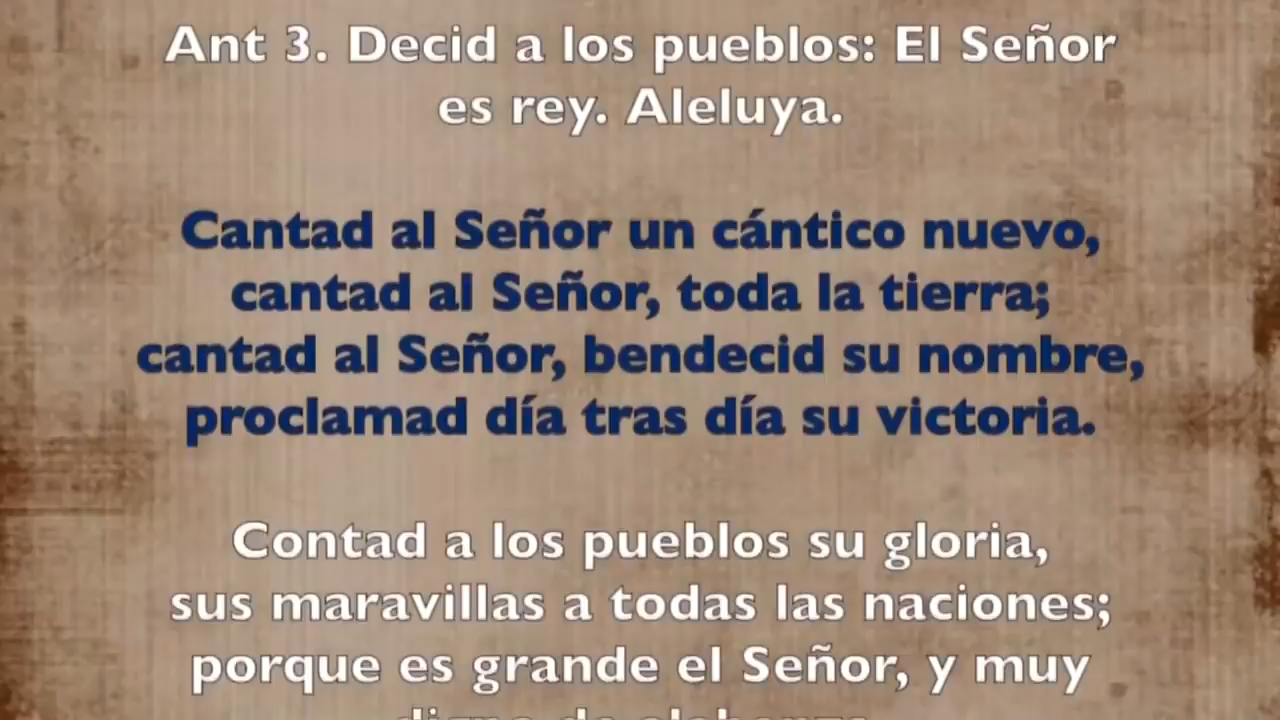 Ant 3. Decid a los pueblos: El Señor
es rey. Aleluya.
Cantad al Señor un cántico nuevo,
cantad al Señor, toda la tierra;
cantad al Señor, bendecid su nombre,
proclamad día tras día su victoria.
Contad a los pueblos su gloria,
sus maravillas a todas las naciones;
porque es grande el Señor, y muy